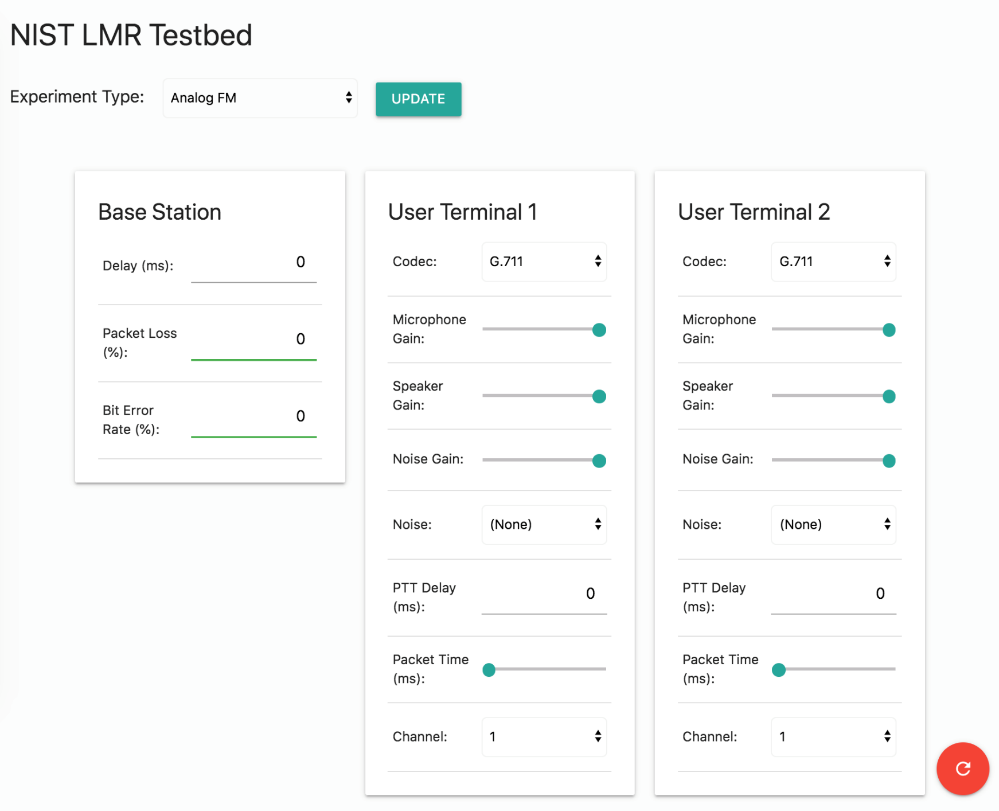 NIST LMR Testbed
Experiment Type:
Analog FM
UPDATE
Base Station
Delay (ms):
0
Packet Loss
(%):
0
Bit Error
Rate (%):
0
User Terminal 1
Codec:
G.711
Microphone
Gain:
Speaker
Gain:
Noise Gain:
Noise:
(None)
PTT Delay
(ms):
0
Packet Time
(ms):
Channel:
1
User Terminal 2
Codec:
G.711
Microphone
Gain:
Speaker
Gain:
Noise Gain:
Noise:
(None)
PTT Delay
(ms):
0
Packet Time
(ms):
Channel:
1